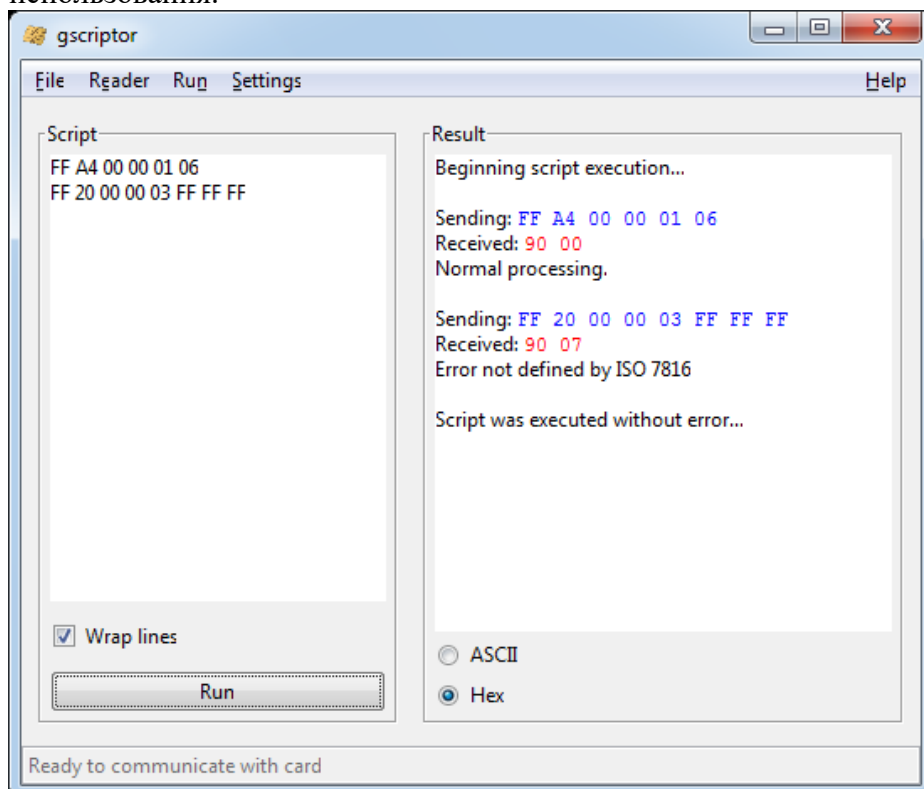 использования.
gscriptor
File Reader Run Settings Help
Script
FF A4 00 00 01 06
FF 20 00 00 03 FF FF FF
Wrap lines
Run
Result
Beginning script execution...
Sending: FF A4 00 00 01 06
Received: 90 00
Normal processing.
Sending: FF 20 00 00 03 FF FF FF
Received: 90 07
Error not defined by ISO 7816
Script was executed without error...
ASCII
Hex
Ready to communicate with card